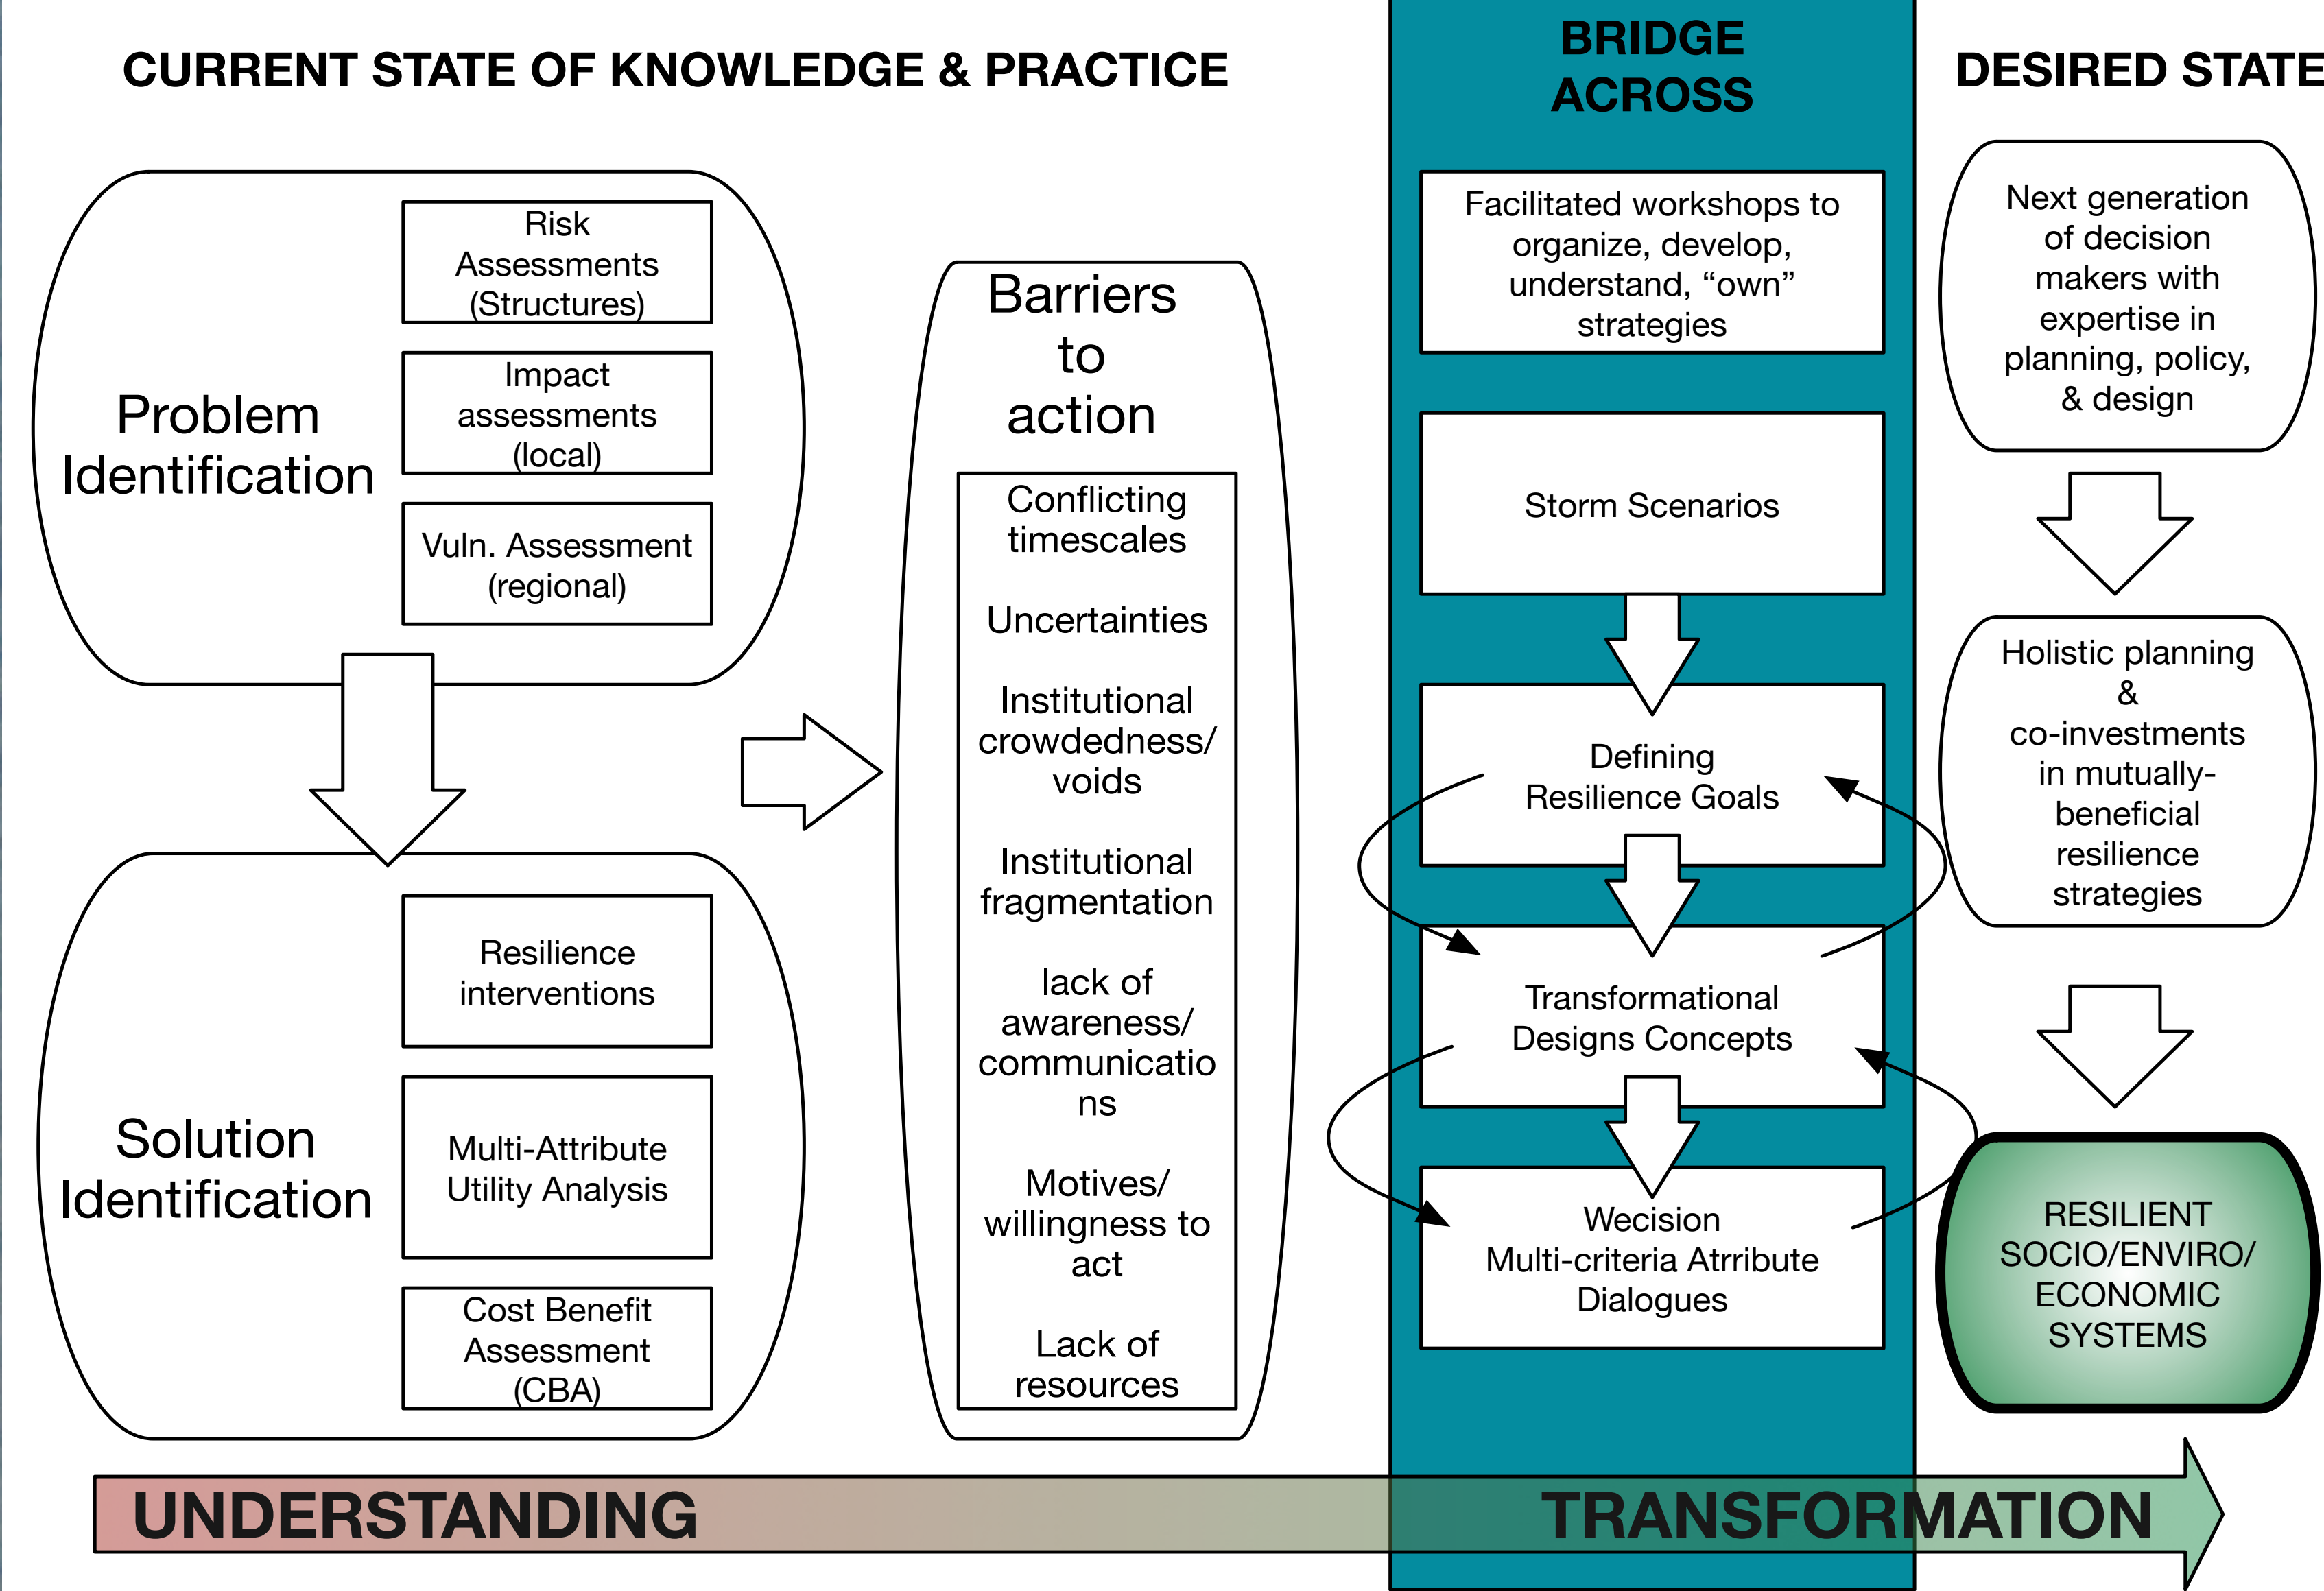 CURRENT STATE OF KNOWLEDGE & PRACTICE
Problem
Identification
Risk
Assessments
(Structures)
Impact
assessments
(local)
Vuln. Assessment
(regional)
Solution
Identification
Resilience
interventions
Multi-Attribute
Utility Analysis
Cost Benefit
Assessment
(CBA)
Barriers
to
action
Conflicting
timescales
Uncertainties
Institutional
crowdedness/
voids
Institutional
fragmentation
lack of
awareness/
communicatio
ns
Motives/
willingness to
act
Lack of
resources
BRIDGE
ACROSS
Facilitated workshops to
organize, develop,
understand, “own”
strategies
Storm Scenarios
Defining
Resilience Goals
Transformational
Designs Concepts
Wecision
Multi-criteria Atrribute
Dialogues
DESIRED STATE
Next generation
of decision
makers with
expertise in
planning, policy,
& design
Holistic planning
&
co-investments
in mutually-
beneficial
resilience
strategies
RESILIENT
SOCIO/ENVIRO/
ECONOMIC
SYSTEMS
UNDERSTANDING
TRANSFORMATION